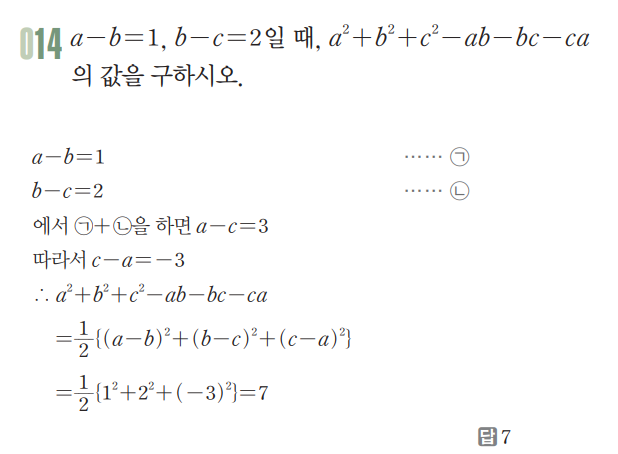 014 a-b=1, b-c=2일 때, a²+b²+c²-ab-bc-ca
의 값을 구하시오.
a-b=1 …… ㉠
b-c=2 …… ㉡
에서 ㉠+㉡을 하면 a-c=3
따라서 c-a=-3
∴ a²+b²+c²-ab-bc-ca
=1/2{(a-b)²+(b-c)²+(c-a)²}
=1/2{1²+2²+(-3)²}=7
답 7